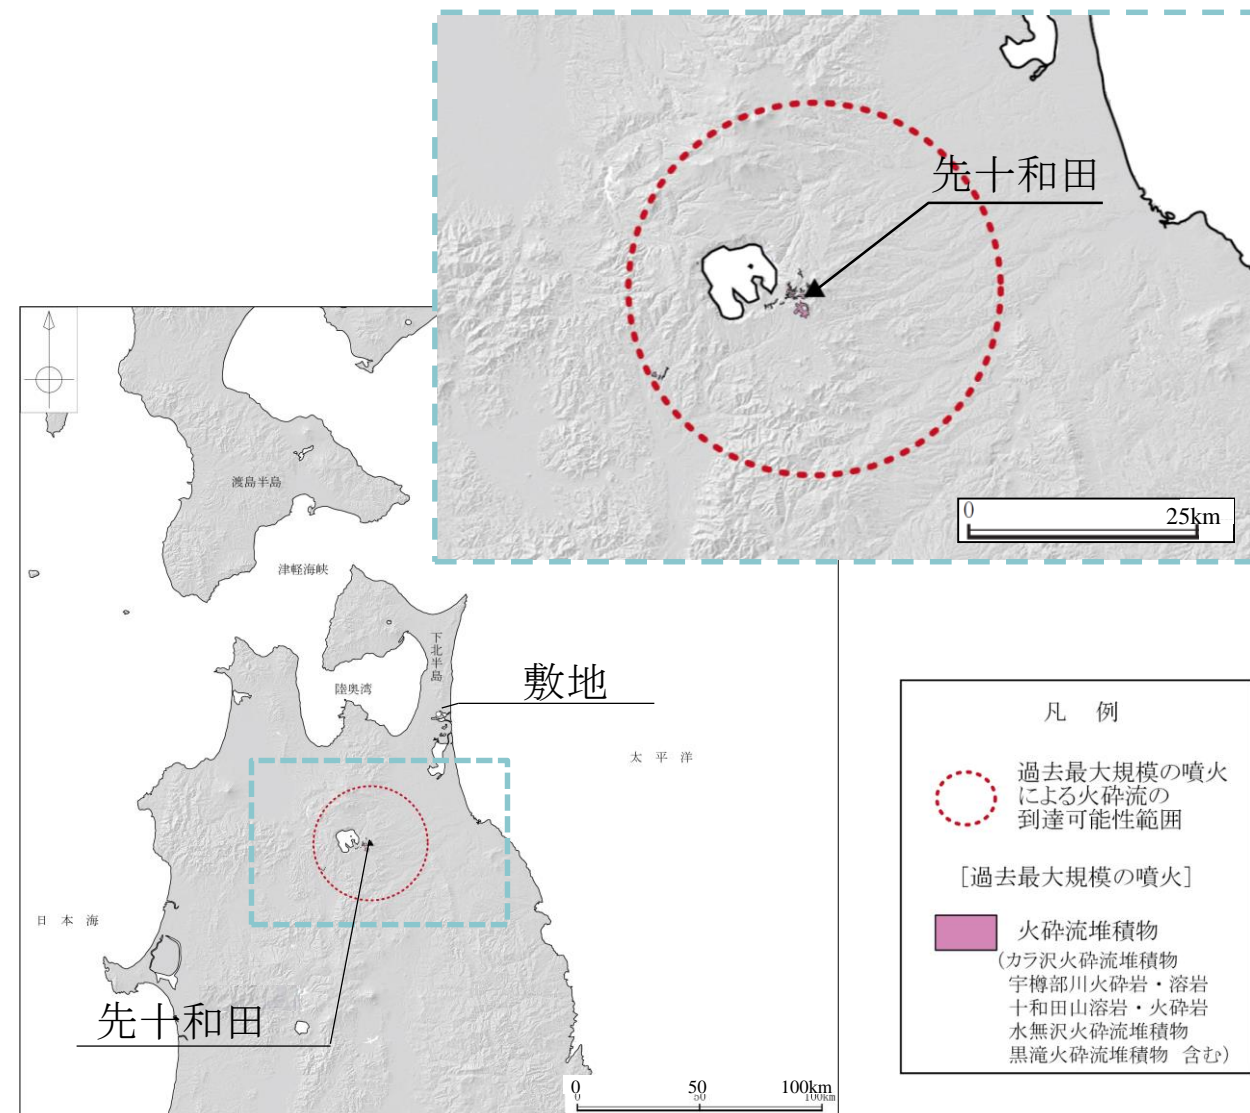 先十和田
0
25km
渡島半島
津軽海峡
下北半島
陸奥湾
敷地
太平洋
日本海
先十和田
0 50 100km
50 100km
凡 例
過去最大規模の噴火
による火砕流の
到達可能性範囲
[過去最大規模の噴火]
火砕流堆積物
(カラ沢火砕流堆積物
宇樽部川火砕岩・溶岩
十和田山溶岩・火砕岩
水無沢火砕流堆積物
黒滝火砕流堆積物 含む)